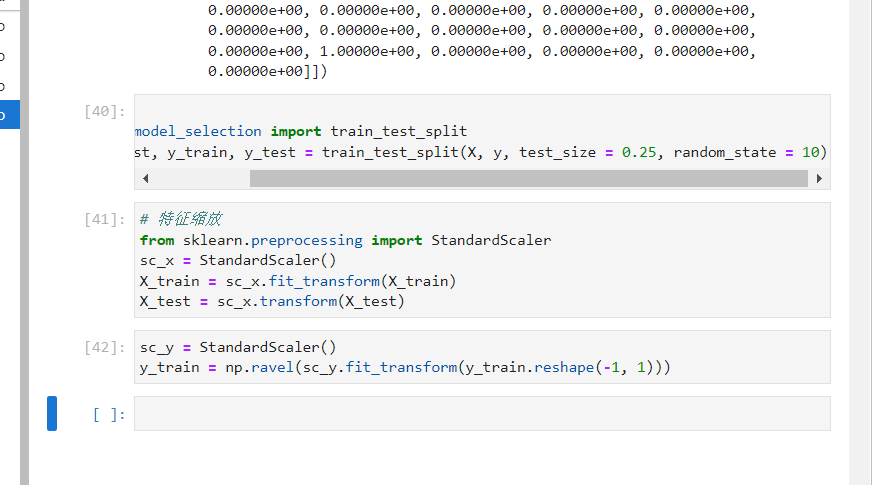 0.00000e+00, 0.00000e+00, 0.00000e+00, 0.00000e+00, 0.00000e+00,
0.00000e+00, 0.00000e+00, 0.00000e+00, 0.00000e+00, 0.00000e+00,
0.00000e+00, 1.00000e+00, 0.00000e+00, 0.00000e+00, 0.00000e+00,
0.00000e+00]])
[40]:
model_selection import train_test_split
st, y_train, y_test = train_test_split(X, y, test_size = 0.25, random_state = 10)
[41]:
# 特征缩放
from sklearn.preprocessing import StandardScaler
sc_x = StandardScaler()
X_train = sc_x.fit_transform(X_train)
X_test = sc_x.transform(X_test)
[42]:
sc_y = StandardScaler()
y_train = np.ravel(sc_y.fit_transform(y_train.reshape(-1, 1)))
[ ]: